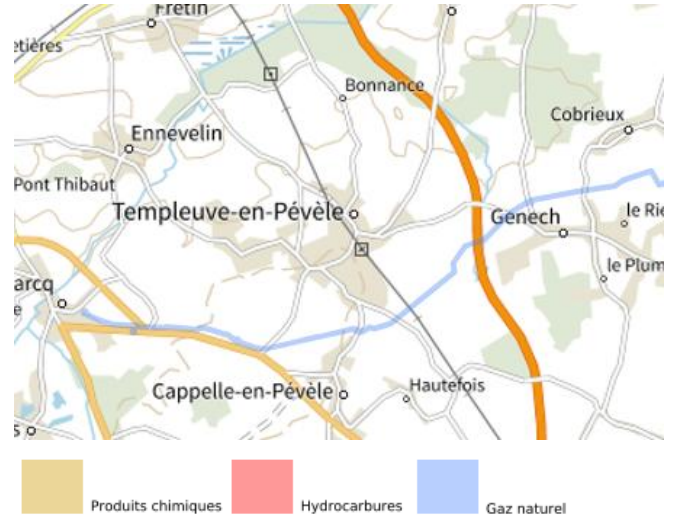 Fretin
etières
Bonnance
Cobrieux
Ennevelin
Pont Thibaut
Templeuve-en-Pévèle
Genech
le Rie
le Plum
arcq
e
Cappelle-en-Pévèle
Hautefois
s
Produits chimiques
Hydrocarbures
Gaz naturel